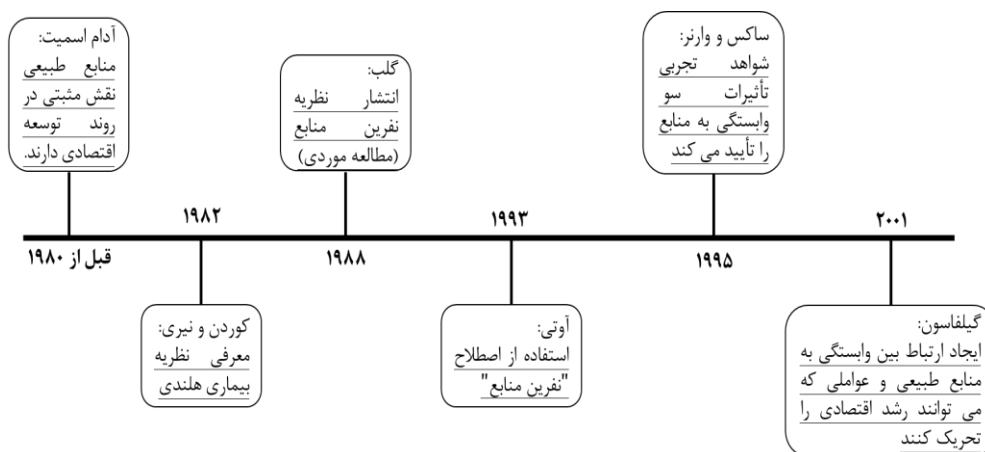 آدام اسمیت:
منابع طبیعی
نقش مثبتی در
روند توسعه
اقتصادی دارند.
قبل از ۱۹۸۰
۱۹۸۲
کوردن و نیری:
معرفی نظریه
بیماری هلندی
گلب:
انتشار نظریه
نفرین منابع
(مطالعه موردی)
۱۹۸۸
۱۹۹۳
آوتی:
استفاده از اصطلاح
"نفرین منابع"
ساکس و وارنر:
شواهد تجربی
تأثیرات سو
وابستگی به منابع
را تأیید می کند
۱۹۹۵
۲۰۰۱
گیلفاسون:
ایجاد ارتباط بین وابستگی به
منابع طبیعی و عواملی که
می توانند رشد اقتصادی را
تحریک کنند